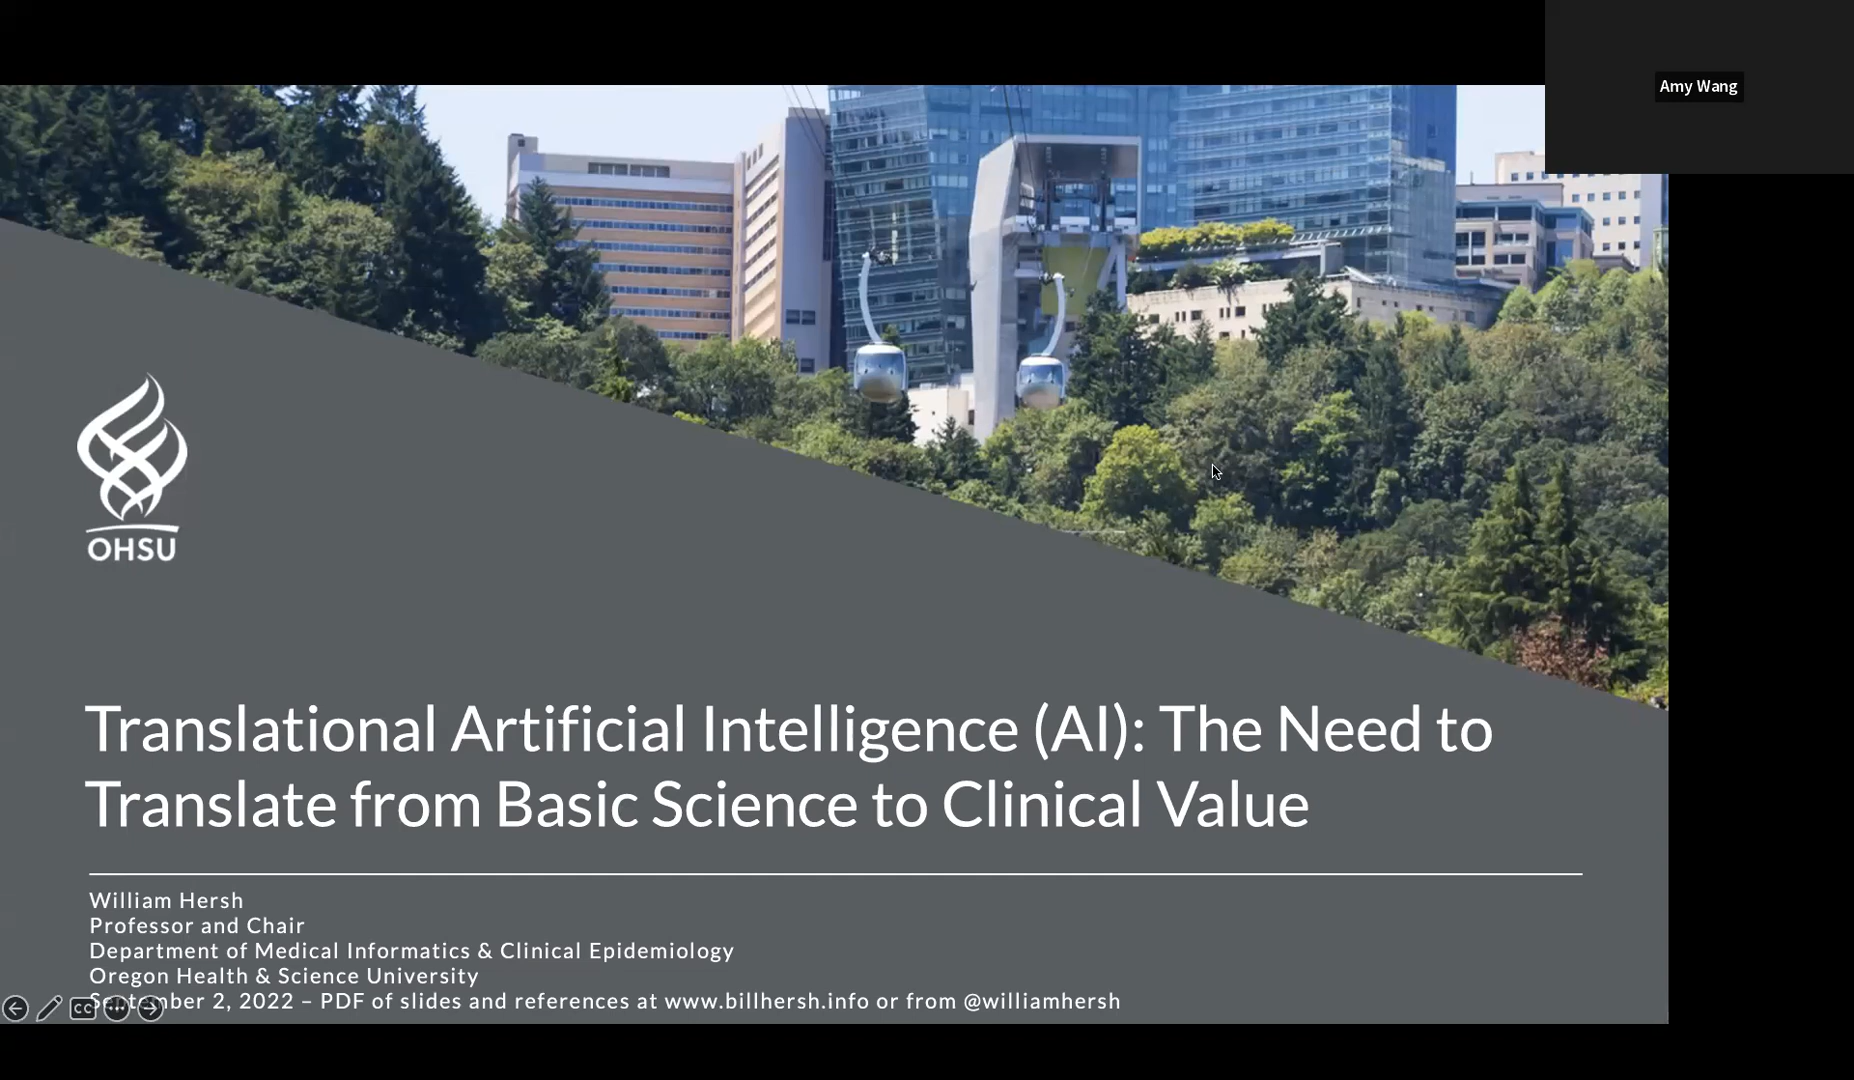 Amy Wang
OHSU
Translational Artificial Intelligence (AI): The Need to
Translate from Basic Science to Clinical Value
William Hersh
Professor and Chair
Department of Medical Informatics & Clinical Epidemiology
Oregon Health & Science University
September 2, 2022 – PDF of slides and references at www.billhersh.info or from @williamhersh
CC